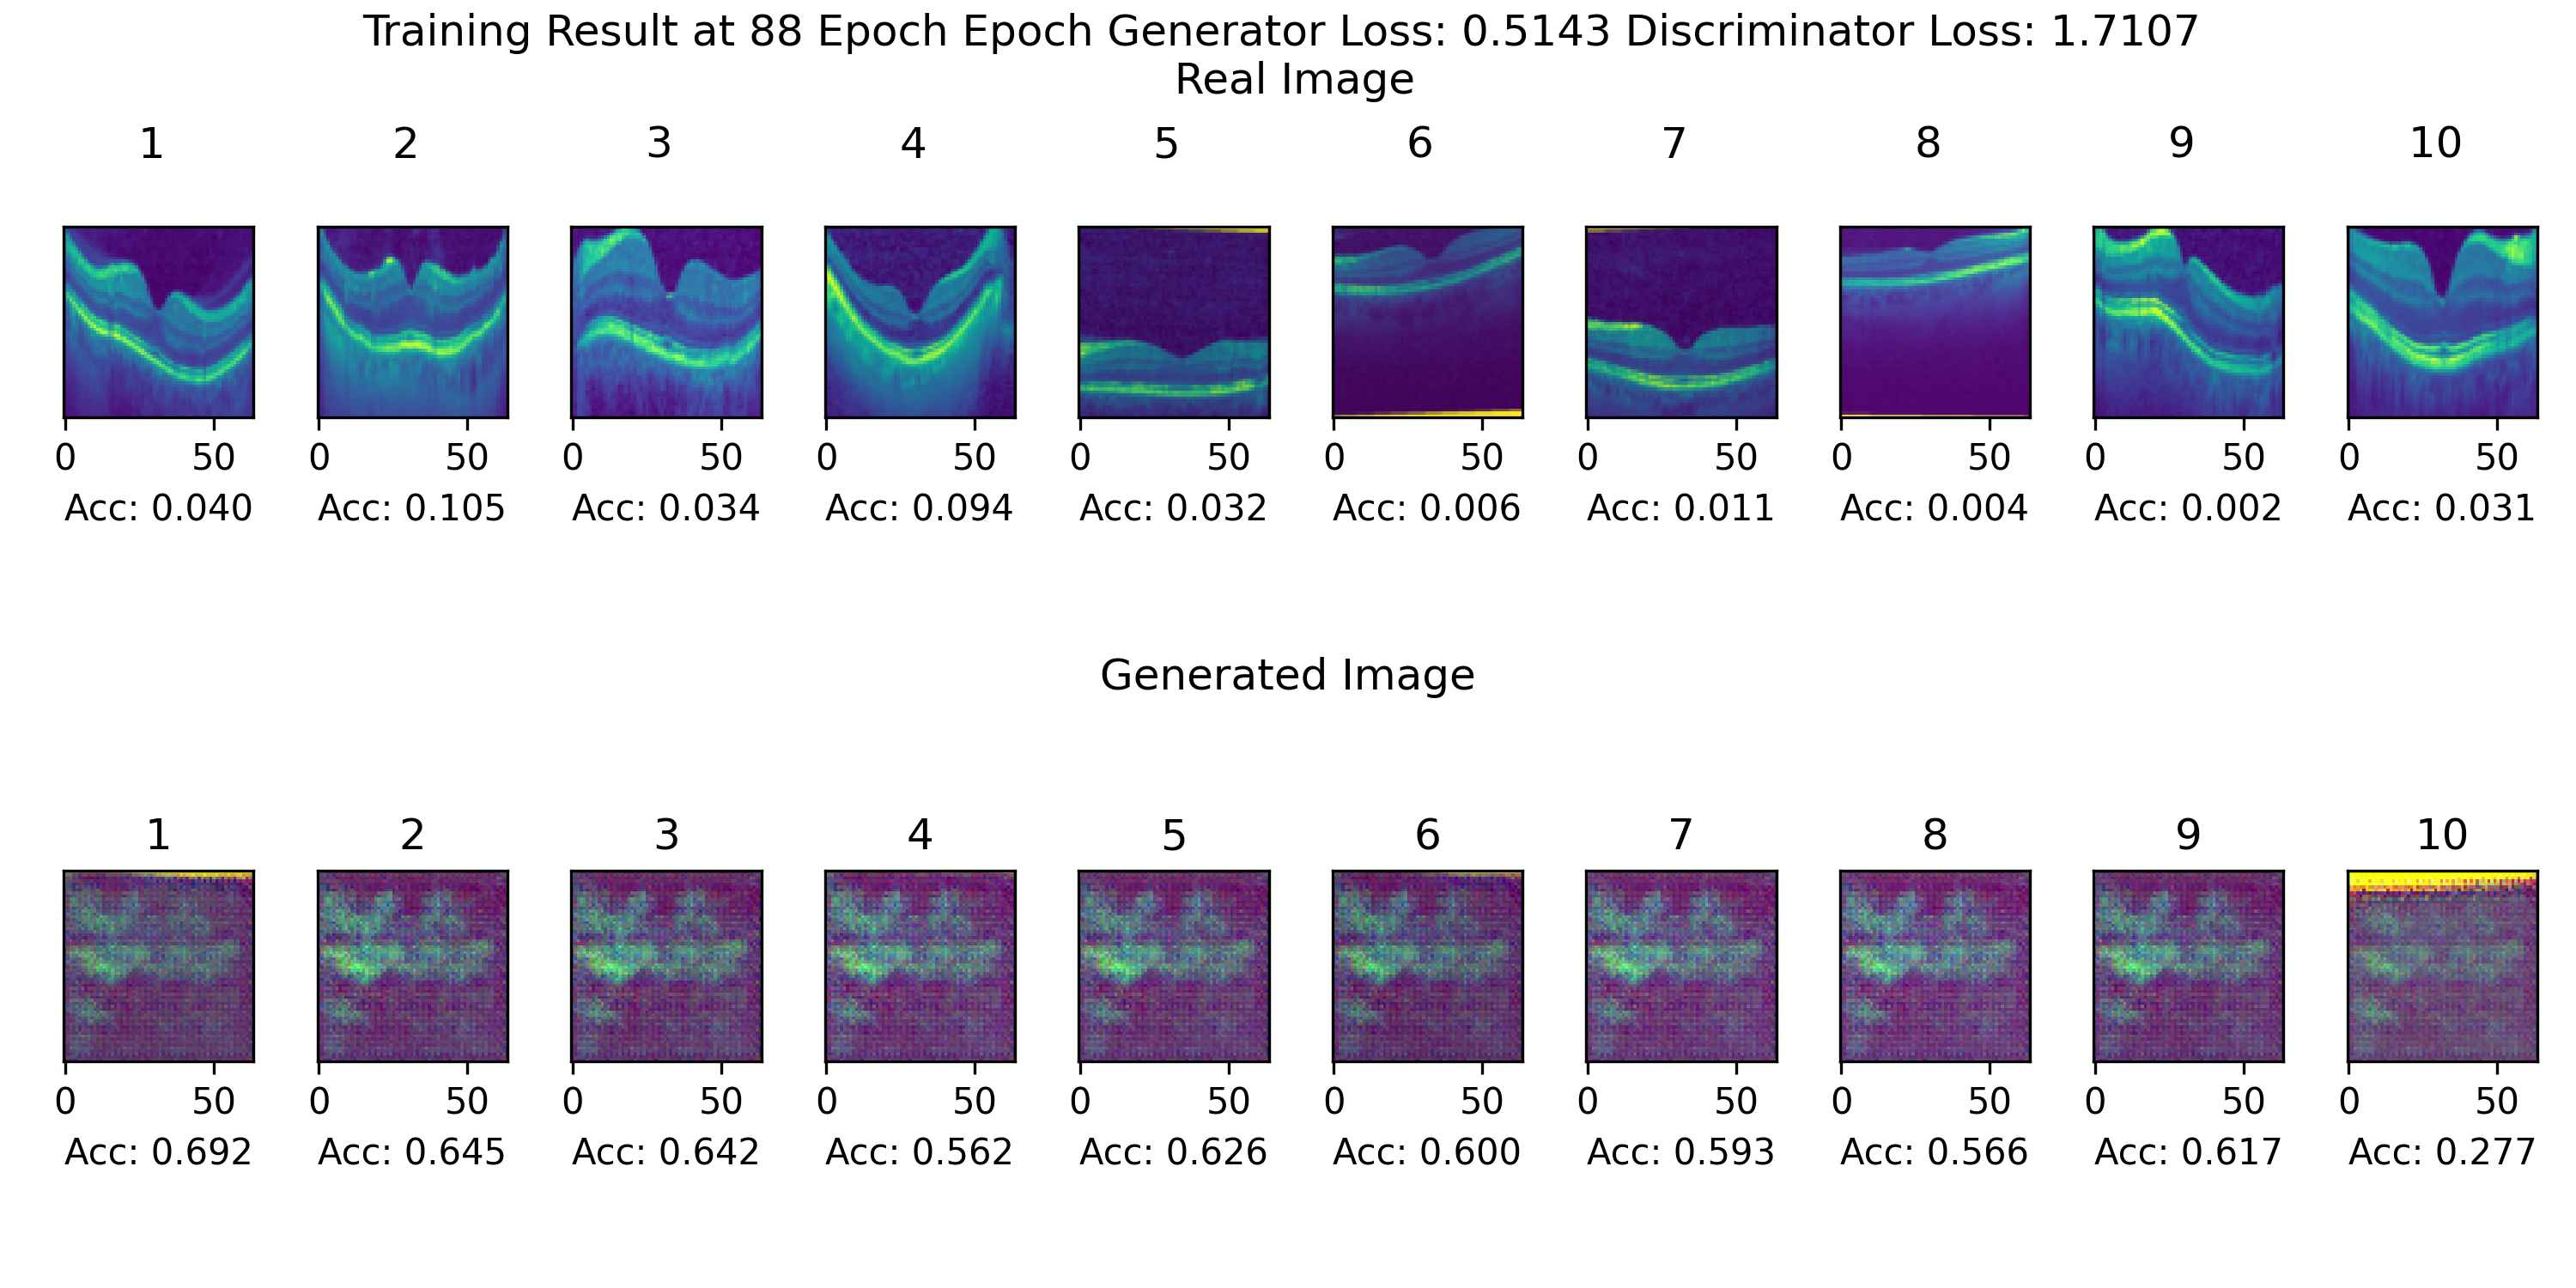 Training Result at 88 Epoch Epoch Generator Loss: 0.5143 Discriminator Loss: 1.7107
Real Image
1 2 3 4 5 6 7 8 9 10
0 50 0 50 0 50 0 50 0 50 0 50 0 50 0 50 0 50 0 50
Acc: 0.040 Acc: 0.105 Acc: 0.034 Acc: 0.094 Acc: 0.032 Acc: 0.006 Acc: 0.011 Acc: 0.004 Acc: 0.002 Acc: 0.031
Generated Image
1 2 3 4 5 6 7 8 9 10
0 50 0 50 0 50 0 50 0 50 0 50 0 50 0 50 0 50 0 50
Acc: 0.692 Acc: 0.645 Acc: 0.642 Acc: 0.562 Acc: 0.626 Acc: 0.600 Acc: 0.593 Acc: 0.566 Acc: 0.617 Acc: 0.277